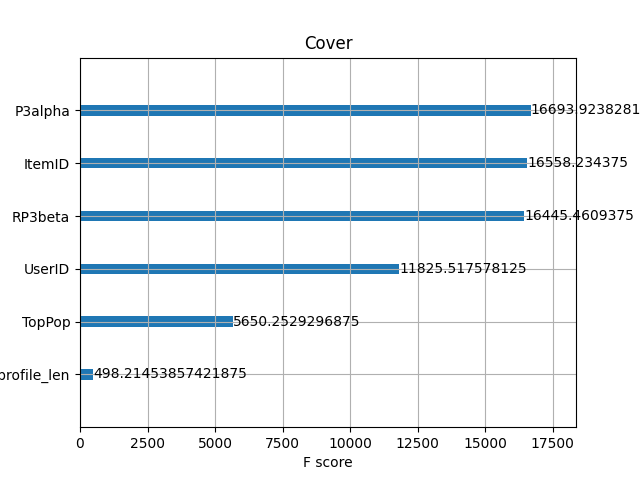 Cover
P3alpha 16693.9238281
ItemID 16558.234375
RP3beta 16445.4609375
UserID 11825.517578125
TopPop 5650.2529296875
profile_len 498.21453857421875
0 2500 5000 7500 10000 12500 15000 17500
F score